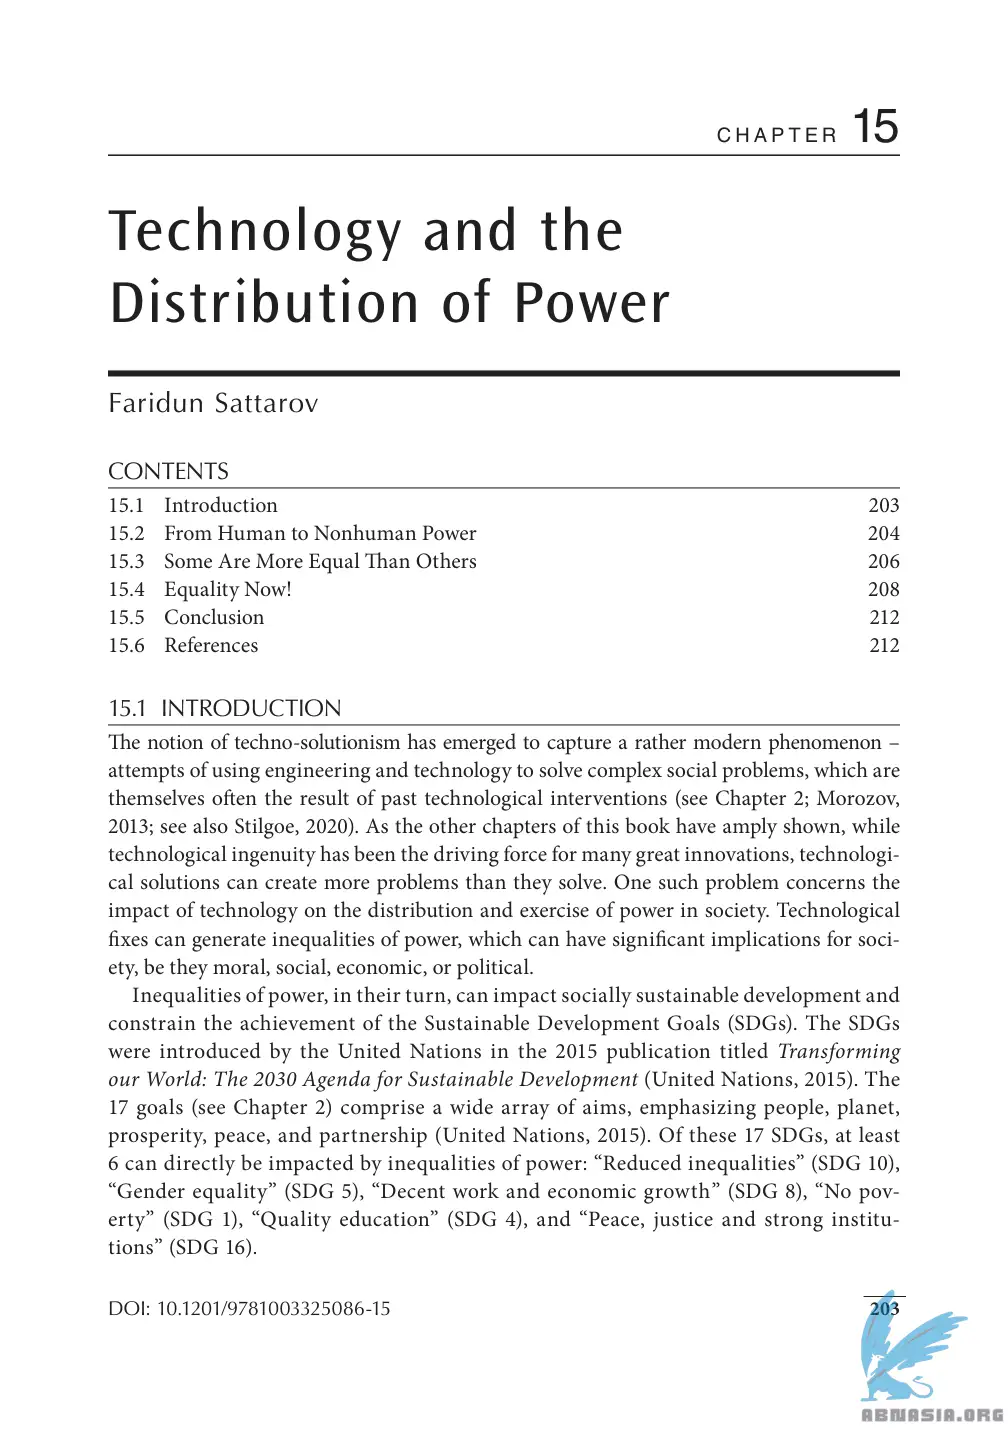 CHAPTER 15
Technology and the
Distribution of Power
Faridun Sattarov
CONTENTS
15.1 Introduction 203
15.2 From Human to Nonhuman Power 204
15.3 Some Are More Equal Than Others 206
15.4 Equality Now! 208
15.5 Conclusion 212
15.6 References 212
15.1 INTRODUCTION
The notion of techno-solutionism has emerged to capture a rather modern phenomenon –
attempts of using engineering and technology to solve complex social problems, which are
themselves often the result of past technological interventions (see Chapter 2; Morozov,
2013; see also Stilgoe, 2020). As the other chapters of this book have amply shown, while
technological ingenuity has been the driving force for many great innovations, technologi-
cal solutions can create more problems than they solve. One such problem concerns the
impact of technology on the distribution and exercise of power in society. Technological
fixes can generate inequalities of power, which can have significant implications for soci-
ety, be they moral, social, economic, or political.
Inequalities of power, in their turn, can impact socially sustainable development and
constrain the achievement of the Sustainable Development Goals (SDGs). The SDGs
were introduced by the United Nations in the 2015 publication titled Transforming
our World: The 2030 Agenda for Sustainable Development (United Nations, 2015). The
17 goals (see Chapter 2) comprise a wide array of aims, emphasizing people, planet,
prosperity, peace, and partnership (United Nations, 2015). Of these 17 SDGs, at least
6 can directly be impacted by inequalities of power: “Reduced inequalities” (SDG 10),
“Gender equality” (SDG 5), “Decent work and economic growth” (SDG 8), “No pov-
erty” (SDG 1), “Quality education” (SDG 4), and “Peace, justice and strong institu-
tions” (SDG 16).
DOI: 10.1201/9781003325086-15 203
ABNASIA.ORG